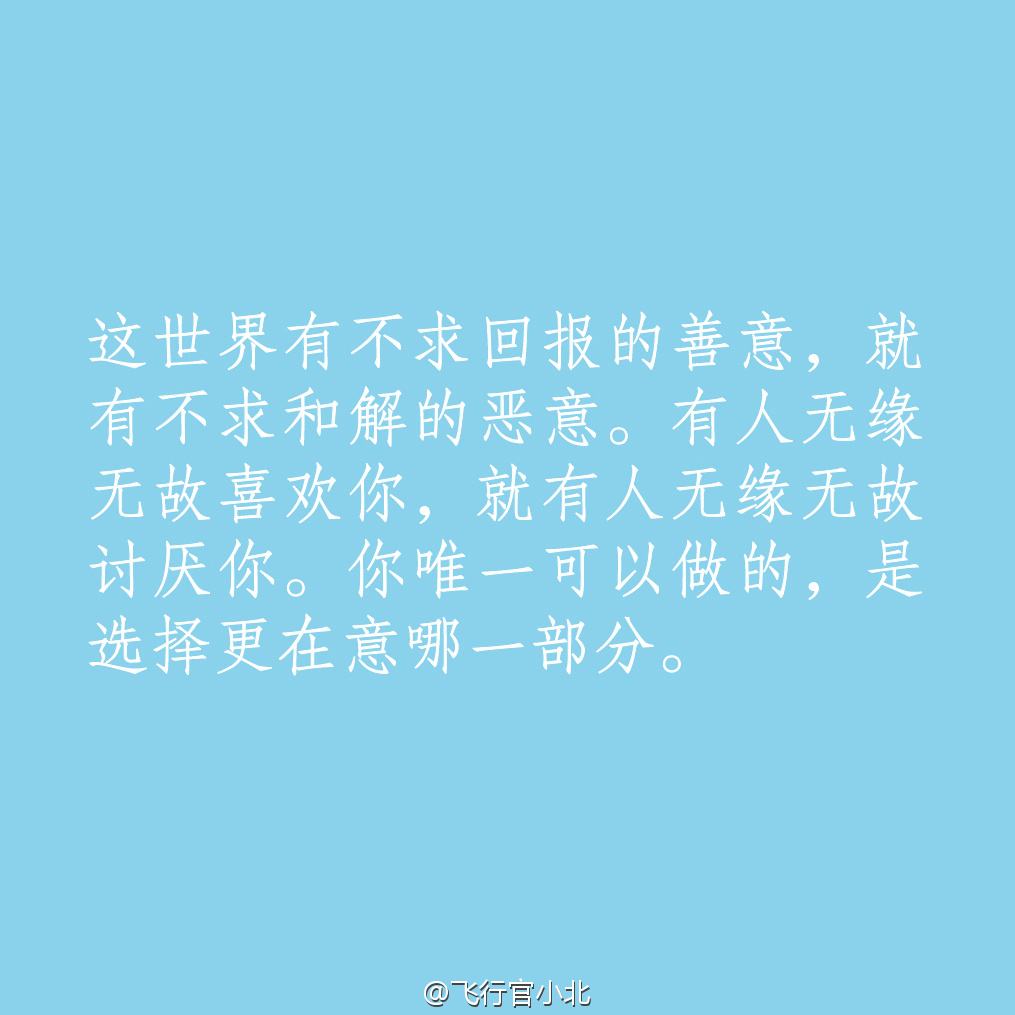 这世界有不求回报的善意，就
有不求和解的恶意。有人无缘
无故喜欢你，就有人无缘无故
讨厌你。你唯一可以做的，是
选择更在意哪一部分。
@飞行官小北